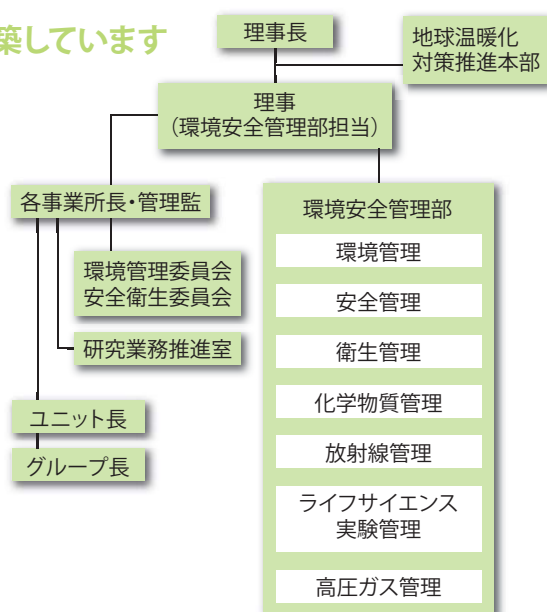 築しています
理事長
地球温暖化
対策推進本部
理事
（環境安全管理部担当）
各事業所長・管理監
環境管理委員会
安全衛生委員会
研究業務推進室
ユニット長
グループ長
環境安全管理部
環境管理
安全管理
衛生管理
化学物質管理
放射線管理
ライフサイエンス
実験管理
高圧ガス管理